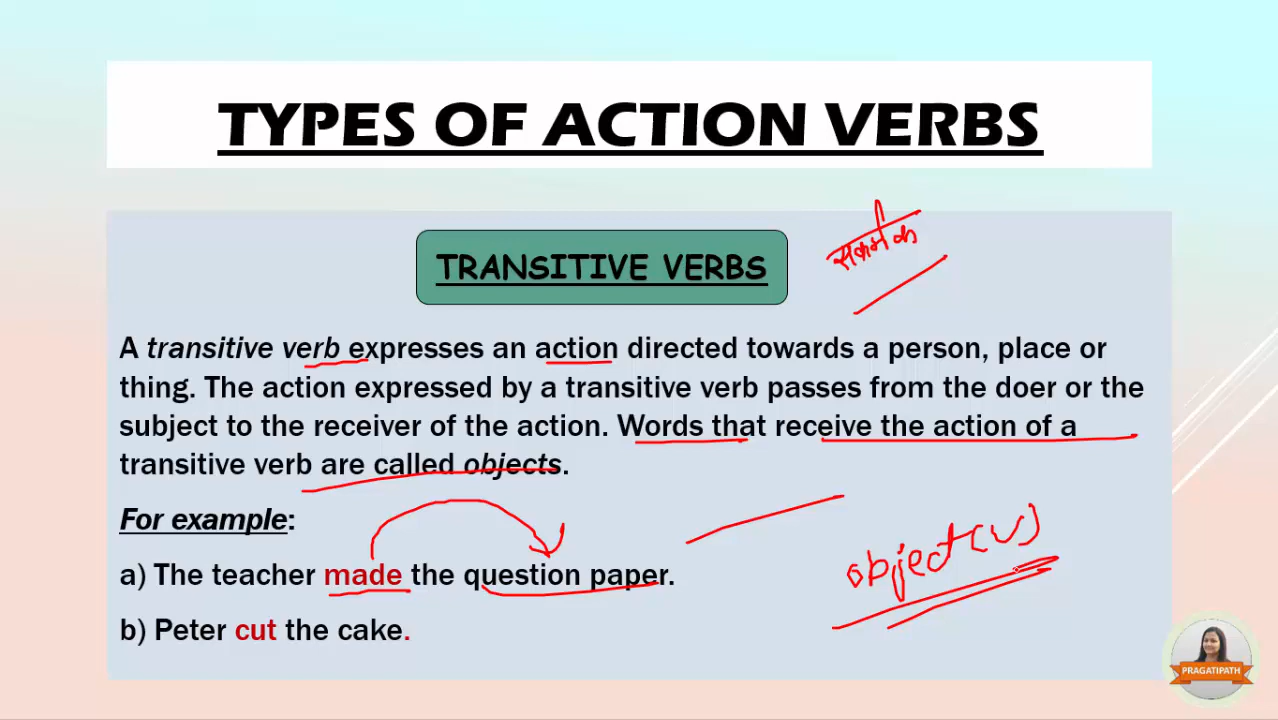 TYPES OF ACTION VERBS
सकर्मक
TRANSITIVE VERBS
A transitive verb expresses an action directed towards a person, place or
thing. The action expressed by a transitive verb passes from the doer or the
subject to the receiver of the action. Words that receive the action of a
transitive verb are called objects.
For example:
a) The teacher made the question paper.
object(v)
b) Peter cut the cake.
PRAGATIPATH